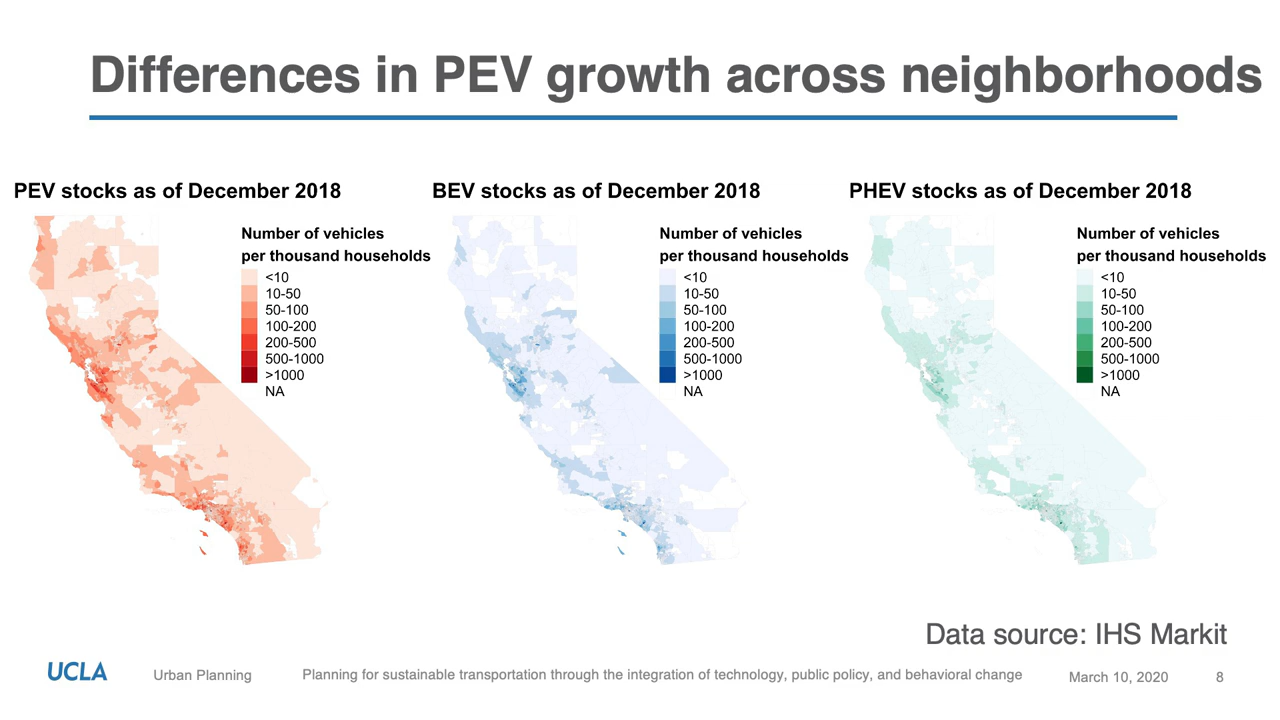 Differences in PEV growth across neighborhoods
PEV stocks as of December 2018
Number of vehicles
per thousand households
<10
10-50
50-100
100-200
200-500
500-1000
>1000
NA
BEV stocks as of December 2018
Number of vehicles
per thousand households
<10
10-50
50-100
100-200
200-500
500-1000
>1000
NA
PHEV stocks as of December 2018
Number of vehicles
per thousand households
<10
10-50
50-100
100-200
200-500
500-1000
>1000
NA
Data source: IHS Markit
UCLA
Urban Planning
Planning for sustainable transportation through the integration of technology, public policy, and behavioral change
March 10, 2020
8